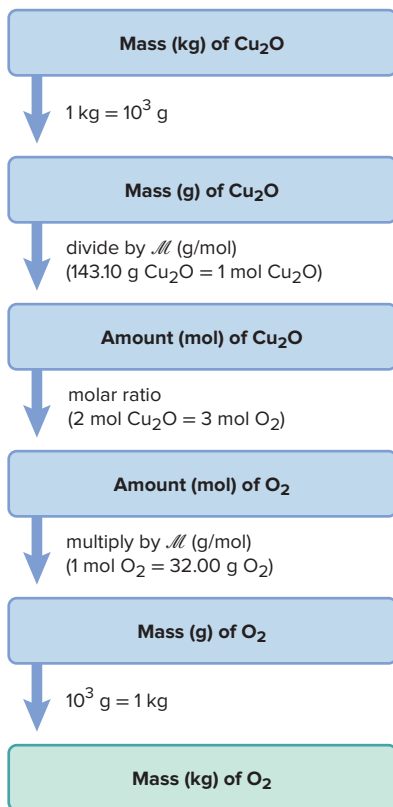 Mass (kg) of Cu₂O
1 kg = 10³ g
Mass (g) of Cu₂O
divide by ℳ (g/mol)
(143.10 g Cu₂O = 1 mol Cu₂O)
Amount (mol) of Cu₂O
molar ratio
(2 mol Cu₂O = 3 mol O₂)
Amount (mol) of O₂
multiply by ℳ (g/mol)
(1 mol O₂ = 32.00 g O₂)
Mass (g) of O₂
10³ g = 1 kg
Mass (kg) of O₂